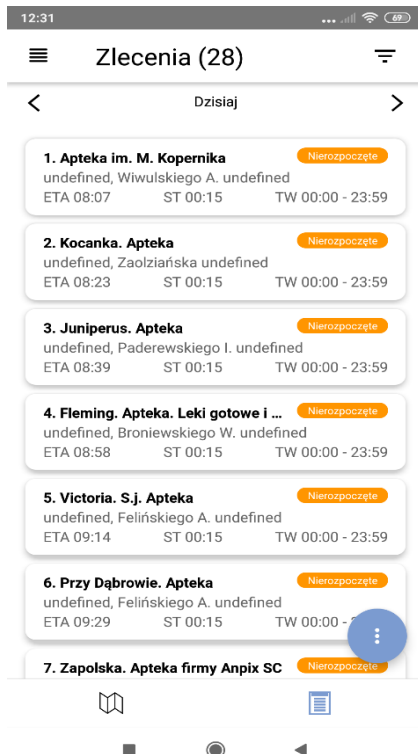 12:31
69
Zlecenia (28)
Dzisiaj
1. Apteka im. M. Kopernika Nierozpoczęte
undefined, Wiwulskiego A. undefined
ETA 08:07 ST 00:15 TW 00:00 - 23:59
2. Kocanka. Apteka Nierozpoczęte
undefined, Zaolziańska undefined
ETA 08:23 ST 00:15 TW 00:00 - 23:59
3. Juniperus. Apteka Nierozpoczęte
undefined, Paderewskiego I. undefined
ETA 08:39 ST 00:15 TW 00:00 - 23:59
4. Fleming. Apteka. Leki gotowe i ... Nierozpoczęte
undefined, Broniewskiego W. undefined
ETA 08:58 ST 00:15 TW 00:00 - 23:59
5. Victoria. S.j. Apteka Nierozpoczęte
undefined, Felińskiego A. undefined
ETA 09:14 ST 00:15 TW 00:00 - 23:59
6. Przy Dąbrowie. Apteka Nierozpoczęte
undefined, Felińskiego A. undefined
ETA 09:29 ST 00:15 TW 00:00 -
7. Zapolska. Apteka firmy Anpix SC Nierozpoczęte